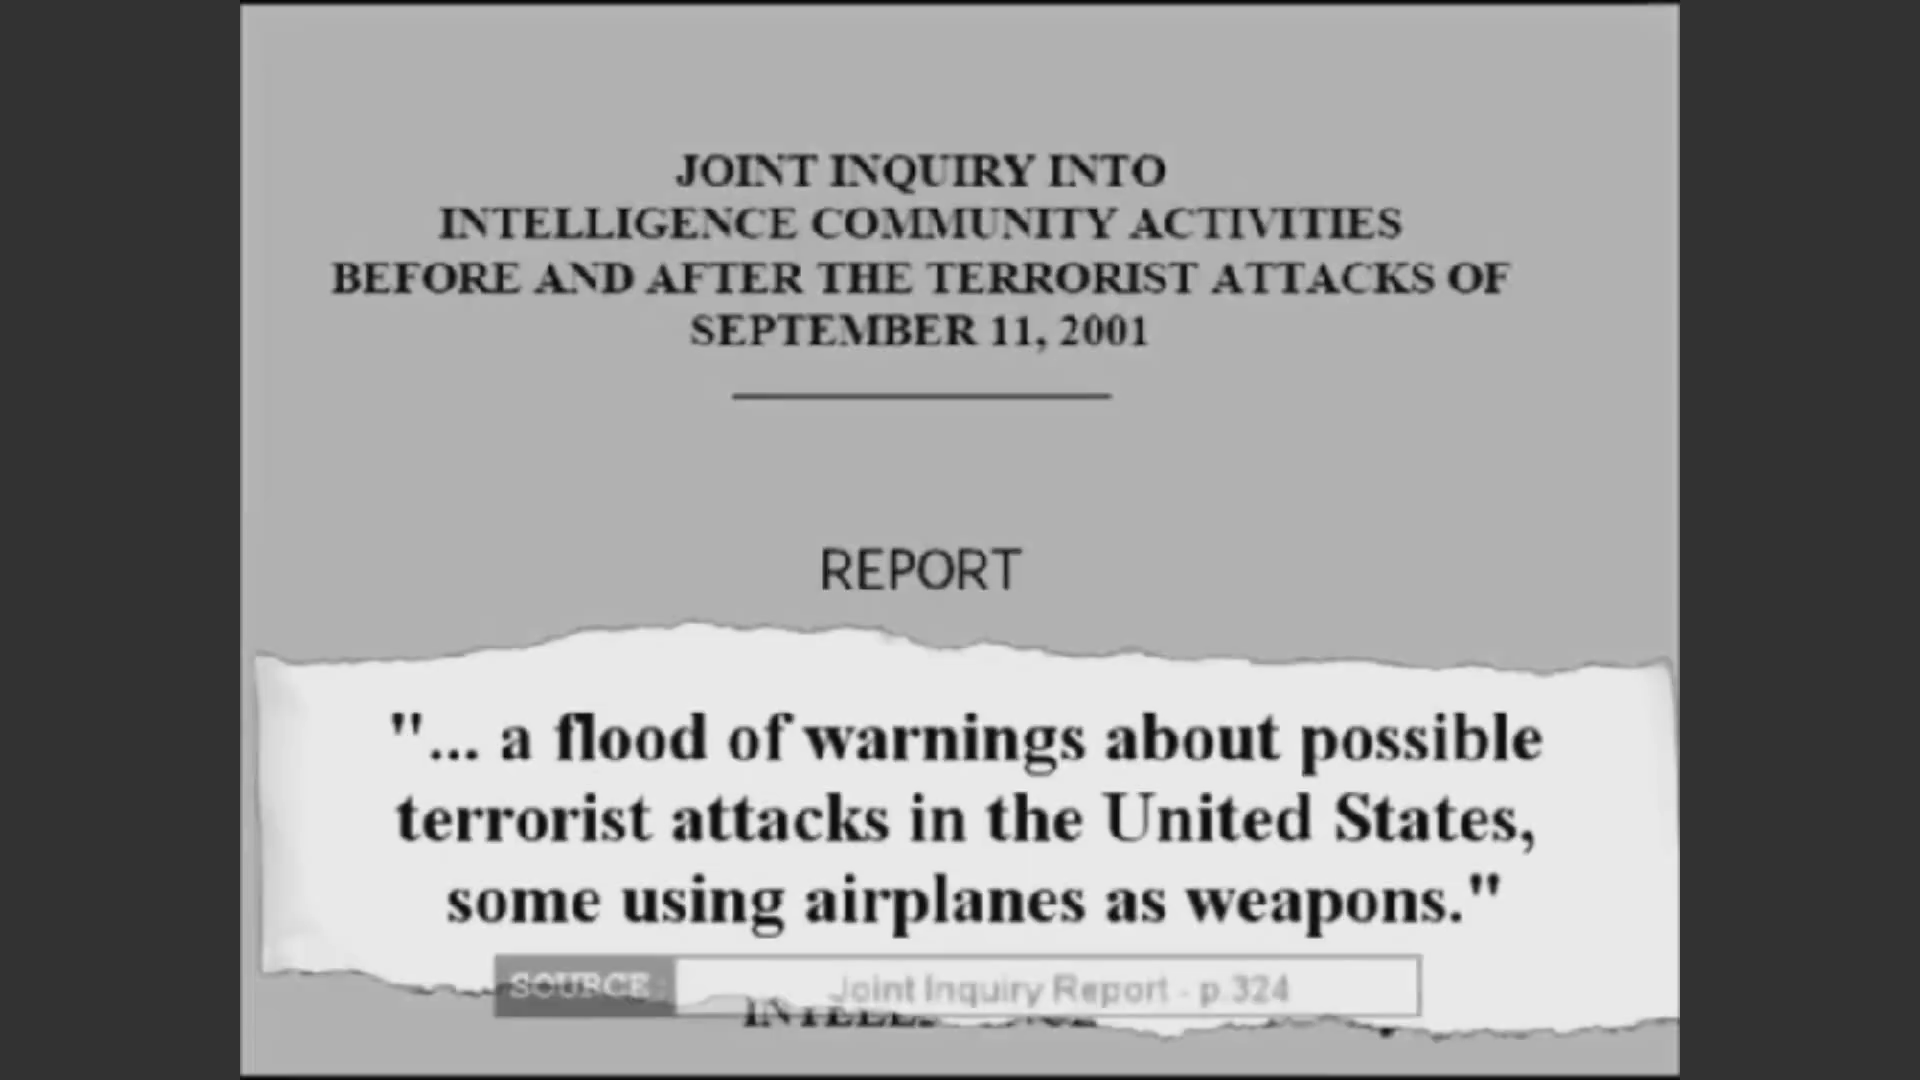 JOINT INQUIRY INTO
INTELLIGENCE COMMUNITY ACTIVITIES
BEFORE AND AFTER THE TERRORIST ATTACKS OF
SEPTEMBER 11, 2001
REPORT
"... a flood of warnings about possible
terrorist attacks in the United States,
some using airplanes as weapons."
SOURCE: Joint Inquiry Report - p.324